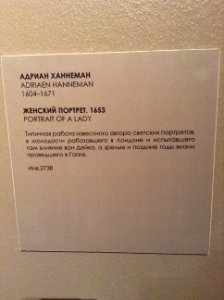 АДРИАН ХАННЕМАН
ADRIAEN HANNEMAN
1604–1671
ЖЕНСКИЙ ПОРТРЕТ. 1653
PORTRAIT OF A LADY
Типичная работа известного автора светских портретов,
в молодости работавшего в Лондоне и испытавшего
там влияние ван Дейка, а зрелые и поздние годы жизни
проведшего в Гааге.
Инв.2738